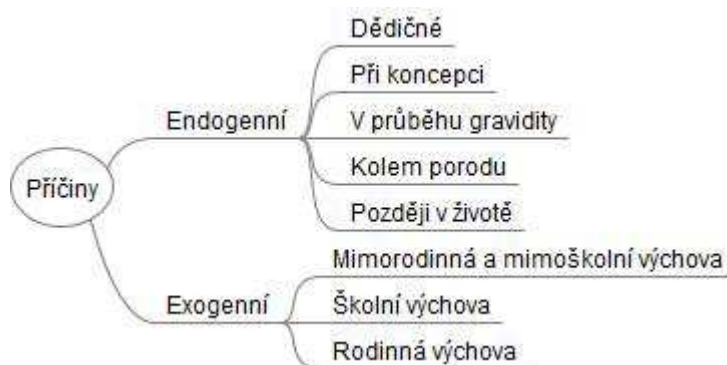 Příčiny
Endogenní
Dědičné
Při koncepci
V průběhu gravidity
Kolem porodu
Později v životě
Exogenní
Mimorodinná a mimoškolní výchova
Školní výchova
Rodinná výchova